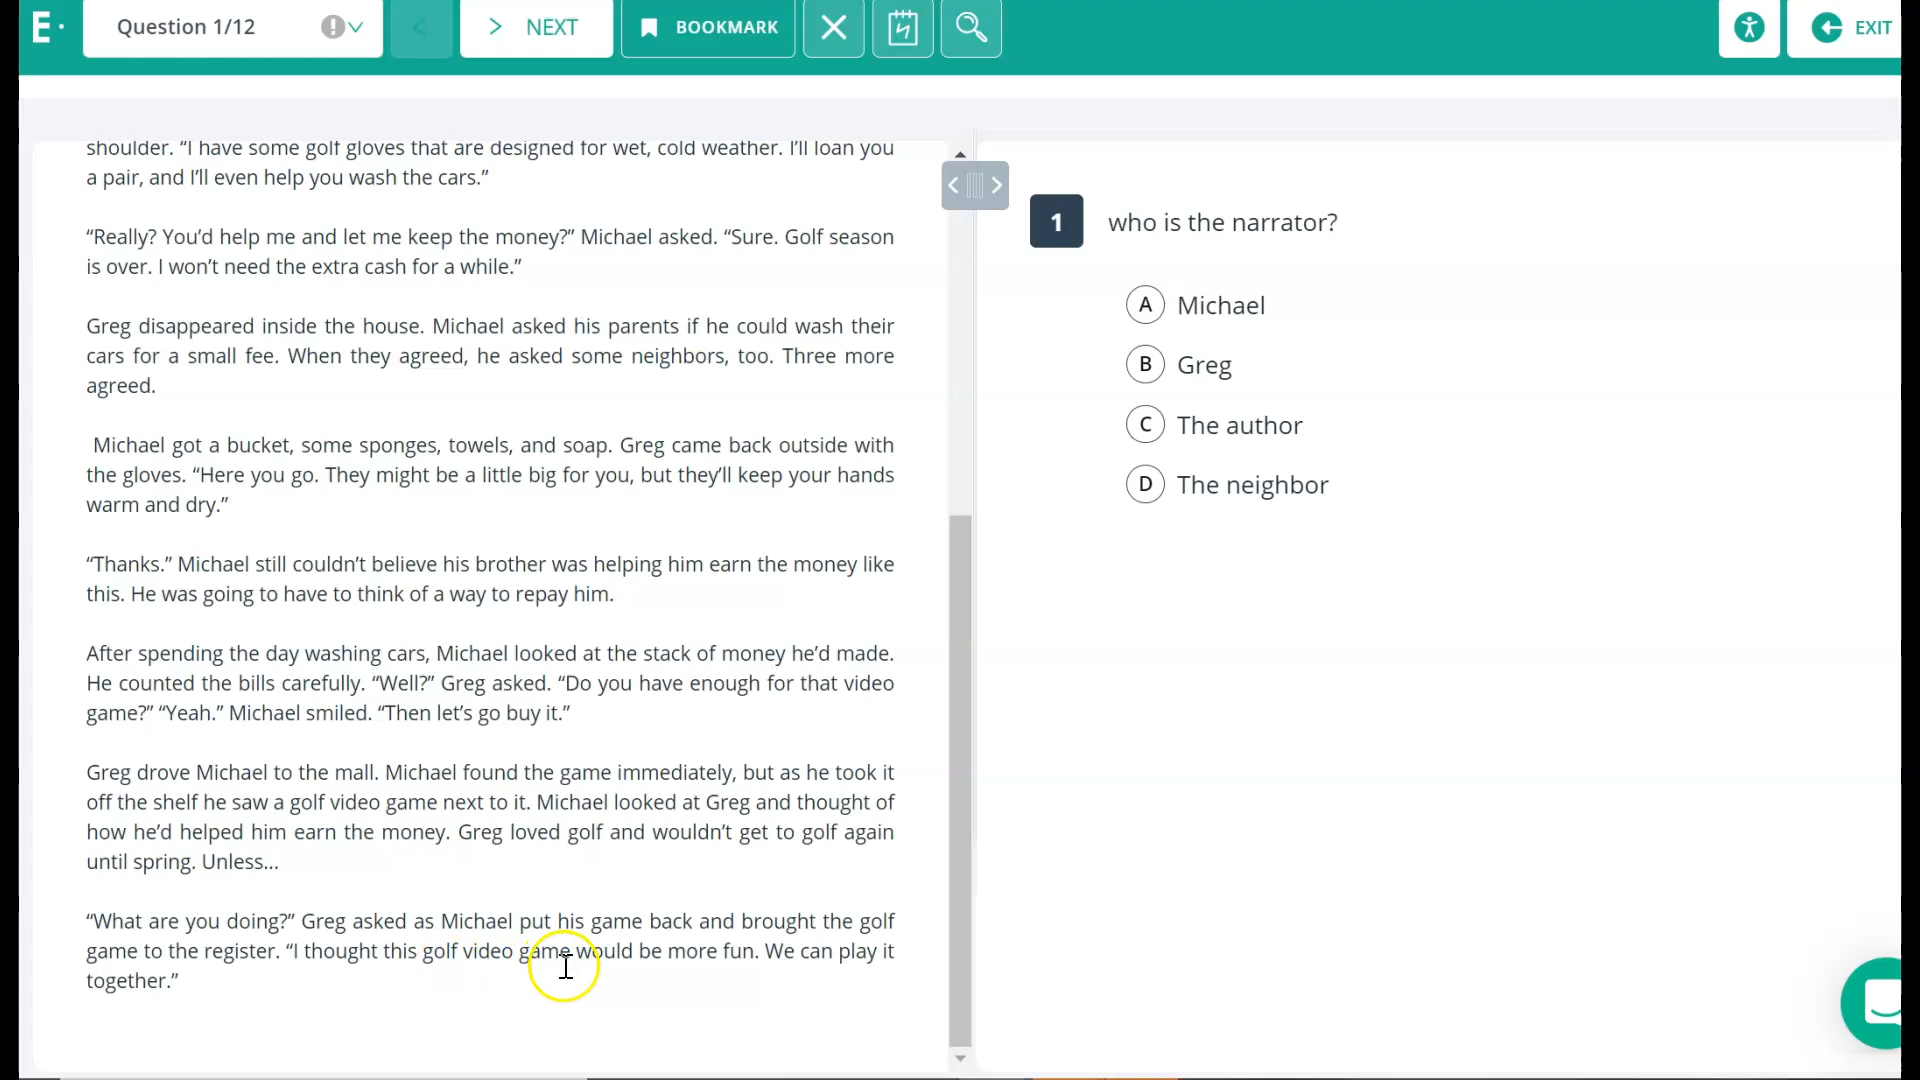 E·
Question 1/12
NEXT
BOOKMARK
EXIT
shoulder. “I have some golf gloves that are designed for wet, cold weather. I’ll loan you
a pair, and I’ll even help you wash the cars.”
“Really? You’d help me and let me keep the money?” Michael asked. “Sure. Golf season
is over. I won’t need the extra cash for a while.”
Greg disappeared inside the house. Michael asked his parents if he could wash their
cars for a small fee. When they agreed, he asked some neighbors, too. Three more
agreed.
Michael got a bucket, some sponges, towels, and soap. Greg came back outside with
the gloves. “Here you go. They might be a little big for you, but they’ll keep your hands
warm and dry.”
“Thanks.” Michael still couldn’t believe his brother was helping him earn the money like
this. He was going to have to think of a way to repay him.
After spending the day washing cars, Michael looked at the stack of money he’d made.
He counted the bills carefully. “Well?” Greg asked. “Do you have enough for that video
game?” “Yeah.” Michael smiled. “Then let’s go buy it.”
Greg drove Michael to the mall. Michael found the game immediately, but as he took it
off the shelf he saw a golf video game next to it. Michael looked at Greg and thought of
how he’d helped him earn the money. Greg loved golf and wouldn’t get to golf again
until spring. Unless...
“What are you doing?” Greg asked as Michael put his game back and brought the golf
game to the register. “I thought this golf video game would be more fun. We can play it
together.”
1 who is the narrator?
A Michael
B Greg
C The author
D The neighbor